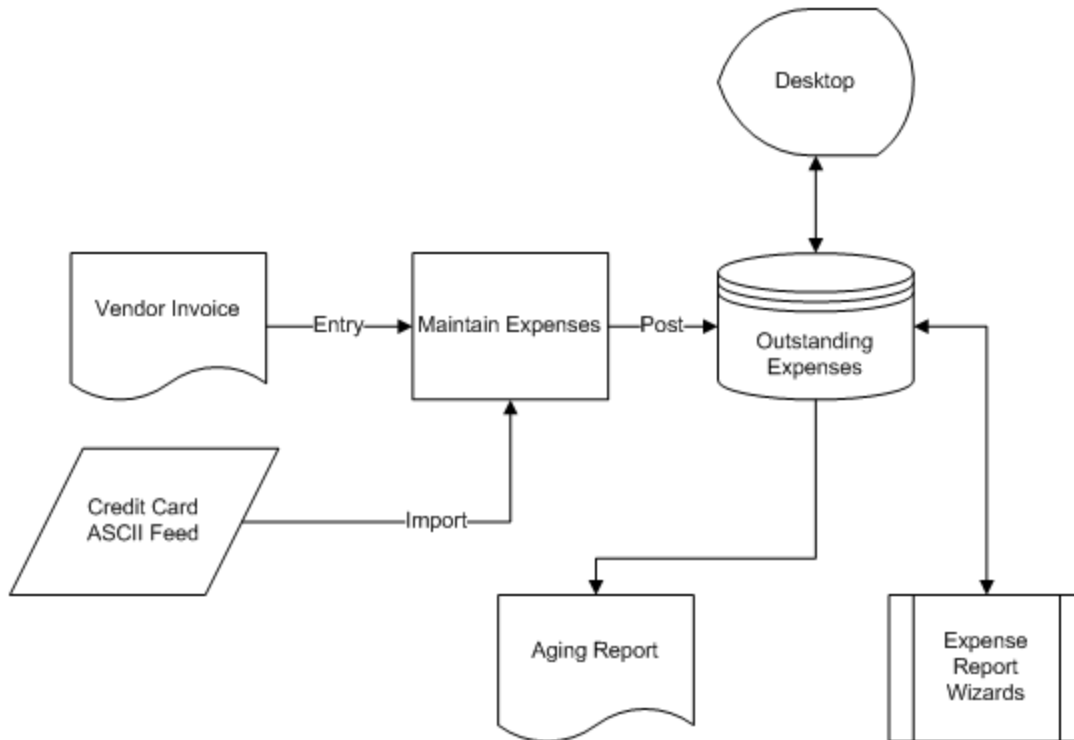 Desktop
Vendor Invoice
Entry
Maintain Expenses
Post
Outstanding
Expenses
Credit Card
ASCII Feed
Import
Aging Report
Expense
Report
Wizards